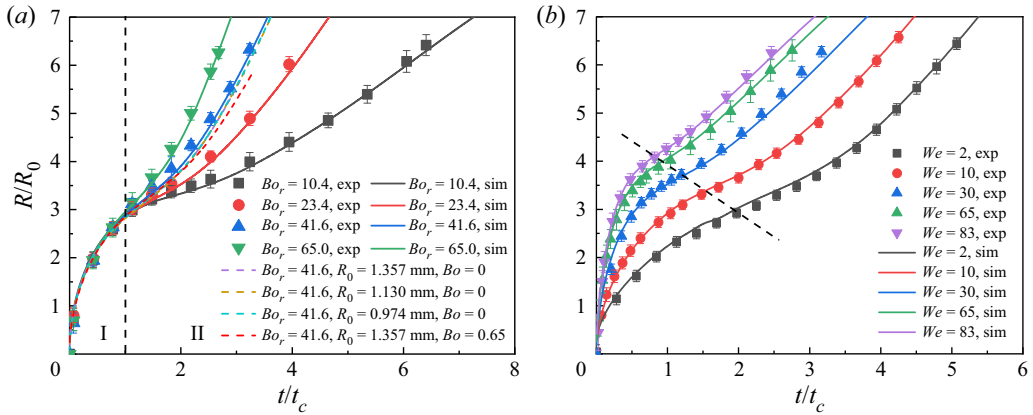 (a)
7
6
5
4
3
2
1
0
2
4
6
8
R/R0
t/tc
I
II
Bor = 10.4, exp
Bor = 23.4, exp
Bor = 41.6, exp
Bor = 65.0, exp
Bor = 10.4, sim
Bor = 23.4, sim
Bor = 41.6, sim
Bor = 65.0, sim
Bor = 41.6, R0 = 1.357 mm, Bo = 0
Bor = 41.6, R0 = 1.130 mm, Bo = 0
Bor = 41.6, R0 = 0.974 mm, Bo = 0
Bor = 41.6, R0 = 1.357 mm, Bo = 0.65
(b)
7
6
5
4
3
2
1
0
1
2
3
4
5
6
t/tc
We = 2, exp
We = 10, exp
We = 30, exp
We = 65, exp
We = 83, exp
We = 2, sim
We = 10, sim
We = 30, sim
We = 65, sim
We = 83, sim